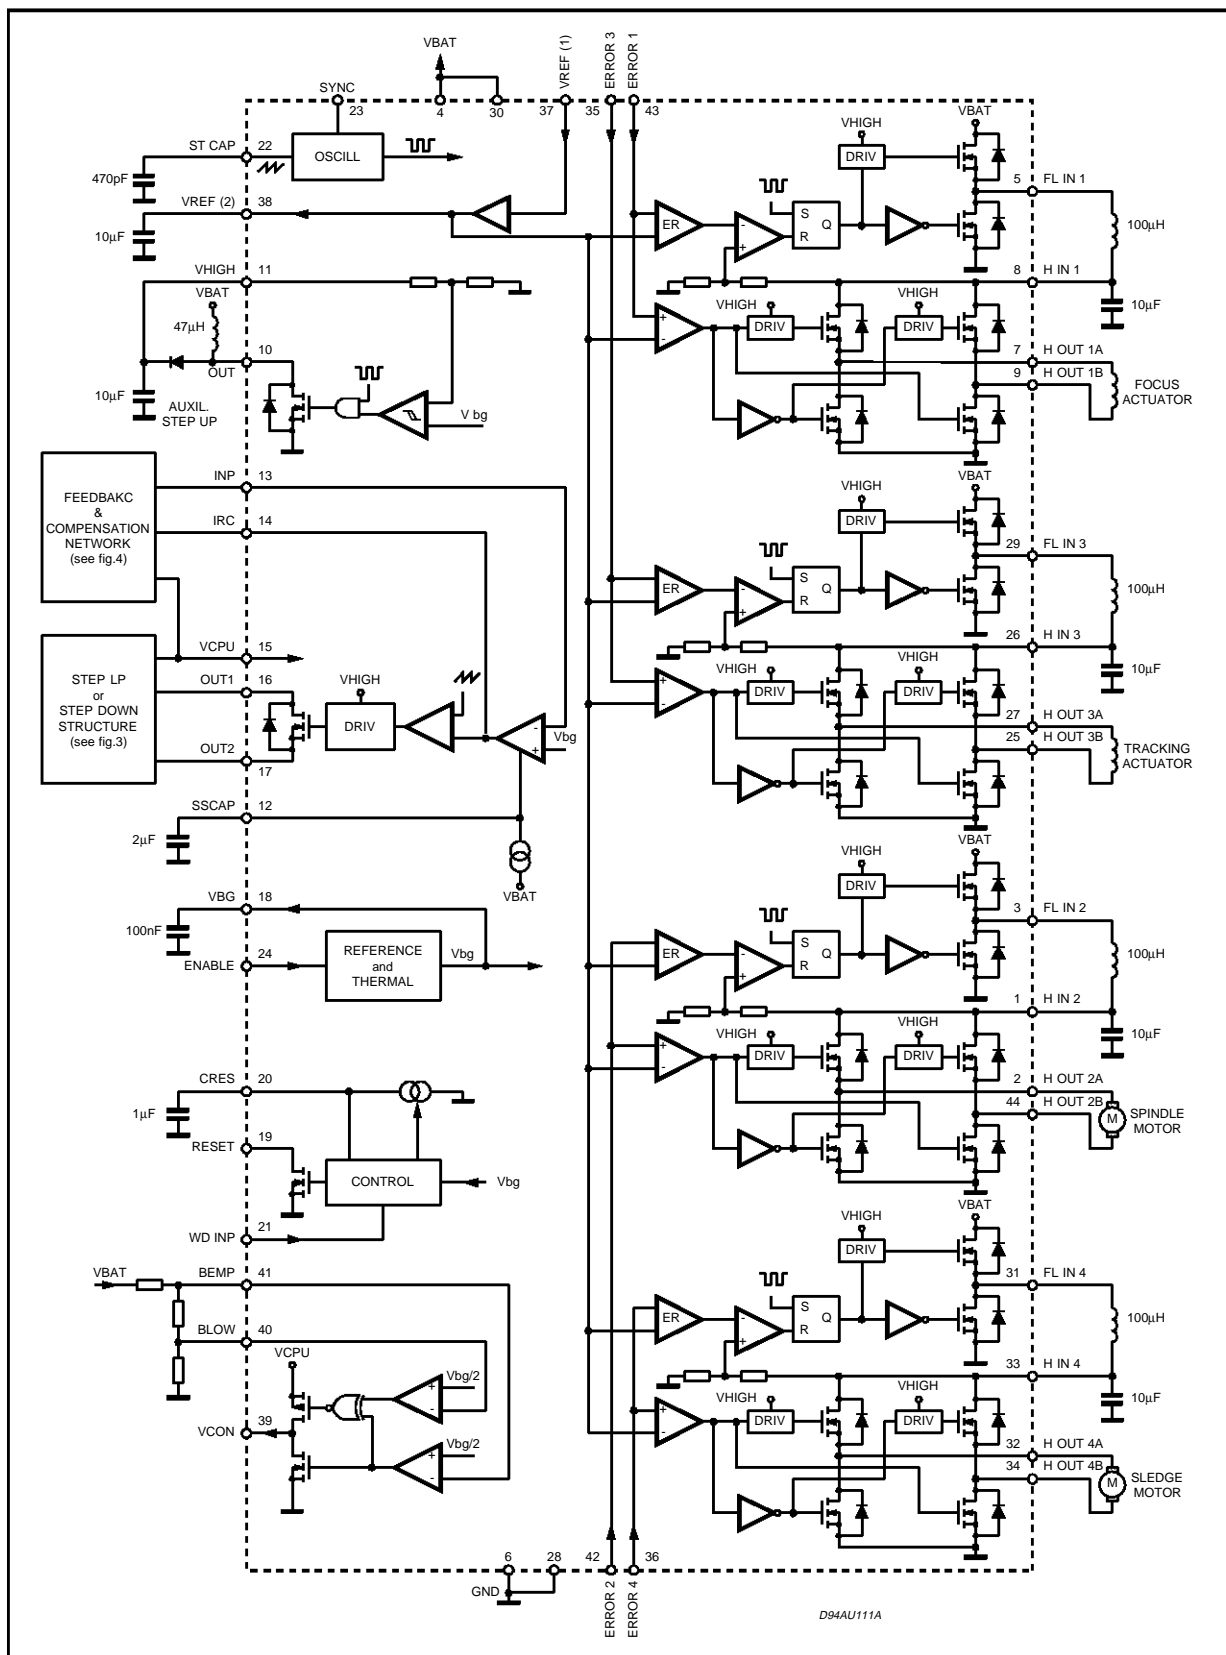 VBAT
VREF (1)
ERROR 3
ERROR 1
SYNC
23
4
30
37
35
43
ST CAP
22
OSCILL
470pF
VREF (2)
38
10µF
VHIGH
11
VBAT
47µH
10
OUT
10µF
AUXIL.
STEP UP
V bg
INP
13
FEEDBAKC
&
COMPENSATION
NETWORK
(see fig.4)
IRC
14
VCPU
15
STEP LP
or
STEP DOWN
STRUCTURE
(see fig.3)
OUT1
16
VHIGH
DRIV
-
+
Vbg
OUT2
17
SSCAP
12
2µF
VBAT
VBG
18
100nF
ENABLE
24
REFERENCE
and
THERMAL
Vbg
CRES
20
1µF
RESET
19
CONTROL
Vbg
WD INP
21
VBAT
BEMP
41
BLOW
40
VCPU
+
-
Vbg/2
VCON
39
+
-
Vbg/2
6
28
GND
42
36
ERROR 2
ERROR 4
VBAT
VHIGH
DRIV
5
FL IN 1
ER
-
+
S
R
Q
100µH
8
H IN 1
VHIGH
VHIGH
+
-
DRIV
DRIV
10µF
7
H OUT 1A
9
H OUT 1B
FOCUS
ACTUATOR
VBAT
VHIGH
DRIV
29
FL IN 3
ER
-
+
S
R
Q
100µH
26
H IN 3
VHIGH
VHIGH
+
-
DRIV
DRIV
10µF
27
H OUT 3A
25
H OUT 3B
TRACKING
ACTUATOR
VBAT
VHIGH
DRIV
3
FL IN 2
ER
-
+
S
R
Q
100µH
1
H IN 2
VHIGH
VHIGH
+
-
DRIV
DRIV
10µF
2
H OUT 2A
44
H OUT 2B
M
SPINDLE
MOTOR
VBAT
VHIGH
DRIV
31
FL IN 4
ER
-
+
S
R
Q
100µH
33
H IN 4
VHIGH
VHIGH
+
-
DRIV
DRIV
10µF
32
H OUT 4A
34
H OUT 4B
M
SLEDGE
MOTOR
D94AU111A